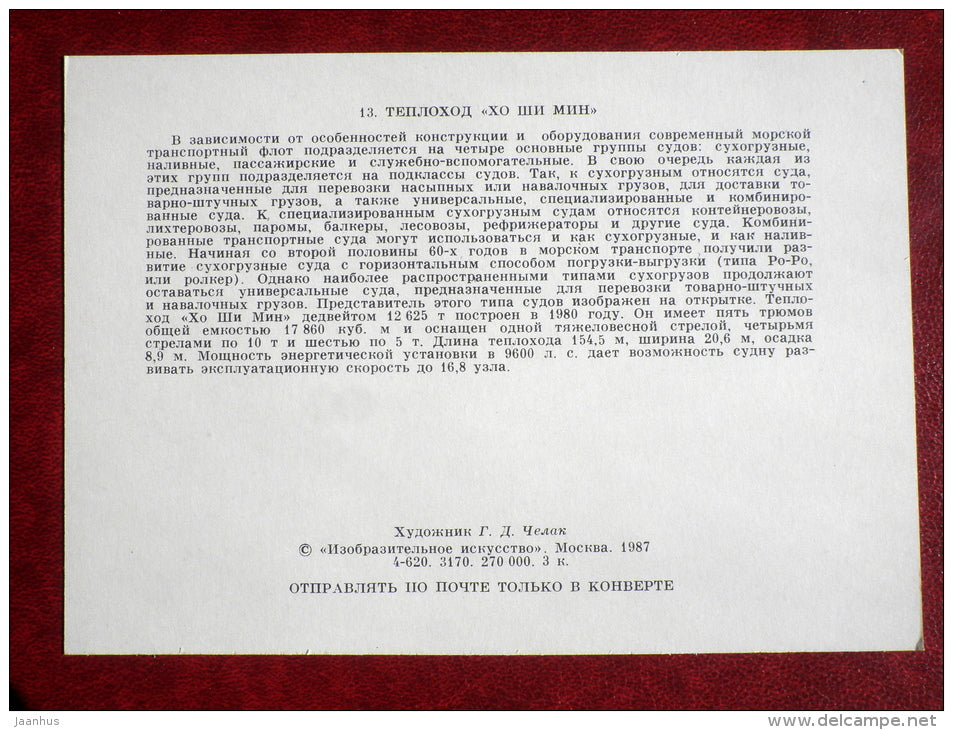 13. ТЕПЛОХОД «ХО ШИ МИН»
В зависимости от особенностей конструкции и оборудования современный морской
транспортный флот подразделяется на четыре основные группы судов: сухогрузные,
наливные, пассажирские и служебно-вспомогательные. В свою очередь каждая из
этих групп подразделяется на подклассы судов. Так, к сухогрузным относятся суда,
предназначенные для перевозки насыпных или навалочных грузов, для доставки то-
варно-штучных грузов, а также универсальные, специализированные и комбиниро-
ванные суда. К специализированным сухогрузным судам относятся контейнеровозы,
лихтеровозы, паромы, балкеры, лесовозы, рефрижераторы и другие суда. Комбини-
рованные транспортные суда могут использоваться и как сухогрузные, и как налив-
ные. Начиная со второй половины 60-х годов в морском транспорте получили раз-
витие сухогрузные суда с горизонтальным способом погрузки-выгрузки (типа Ро-Ро,
или ролкер). Однако наиболее распространенными типами сухогрузов продолжают
оставаться универсальные суда, предназначенные для перевозки товарно-штучных
и навалочных грузов. Представитель этого типа судов изображен на открытке. Тепло-
ход «Хо Ши Мин» дедвейтом 12 625 т построен в 1980 году. Он имеет пять трюмов
общей емкостью 17 860 куб. м и оснащен одной тяжеловесной стрелой, четырьмя
стрелами по 10 т и шестью по 5 т. Длина теплохода 154,5 м, ширина 20,6 м, осадка
8,9 м. Мощность энергетической установки в 9600 л. с. дает возможность судну раз-
вивать эксплуатационную скорость до 16,8 узла.
Художник Г. Д. Челак
© «Изобразительное искусство». Москва. 1987
4-620. 3170. 270 000. 3 к.
ОТПРАВЛЯТЬ ПО ПОЧТЕ ТОЛЬКО В КОНВЕРТЕ
jaanhus
delcampe.net